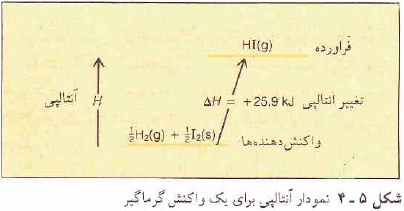 HI(g) فرآورده
آنتالپی H ΔH = +25.9 kJ تغییر آنتالپی
½H₂(g) + ½I₂(s) واکنش‌دهنده‌ها
شکل ۵ ـ ۴ نمودار آنتالپی برای یک واکنش گرماگیر